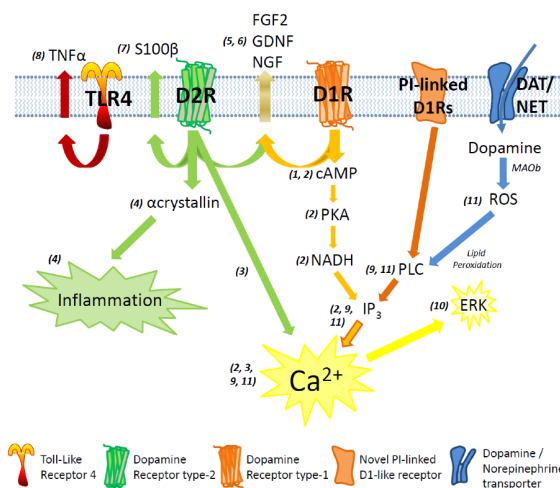 FGF2
GDNF
NGF
(5, 6)
(8) TNFα
(7) S100β
TLR4
D2R
D1R
PI-linked
D1Rs
DAT/
NET
Dopamine
MAOb
(11) ROS
Lipid
Peroxidation
(1, 2) cAMP
(2) PKA
(2) NADH
(9, 11) PLC
(2, 9,
11)
IP3
(4) αcrystallin
(4)
Inflammation
(3)
(10)
ERK
(2, 3,
9, 11)
Ca2+
Toll-Like
Receptor 4
Dopamine
Receptor type-2
Dopamine
Receptor type-1
Novel PI-linked
D1-like receptor
Dopamine /
Norepinephrine
transporter